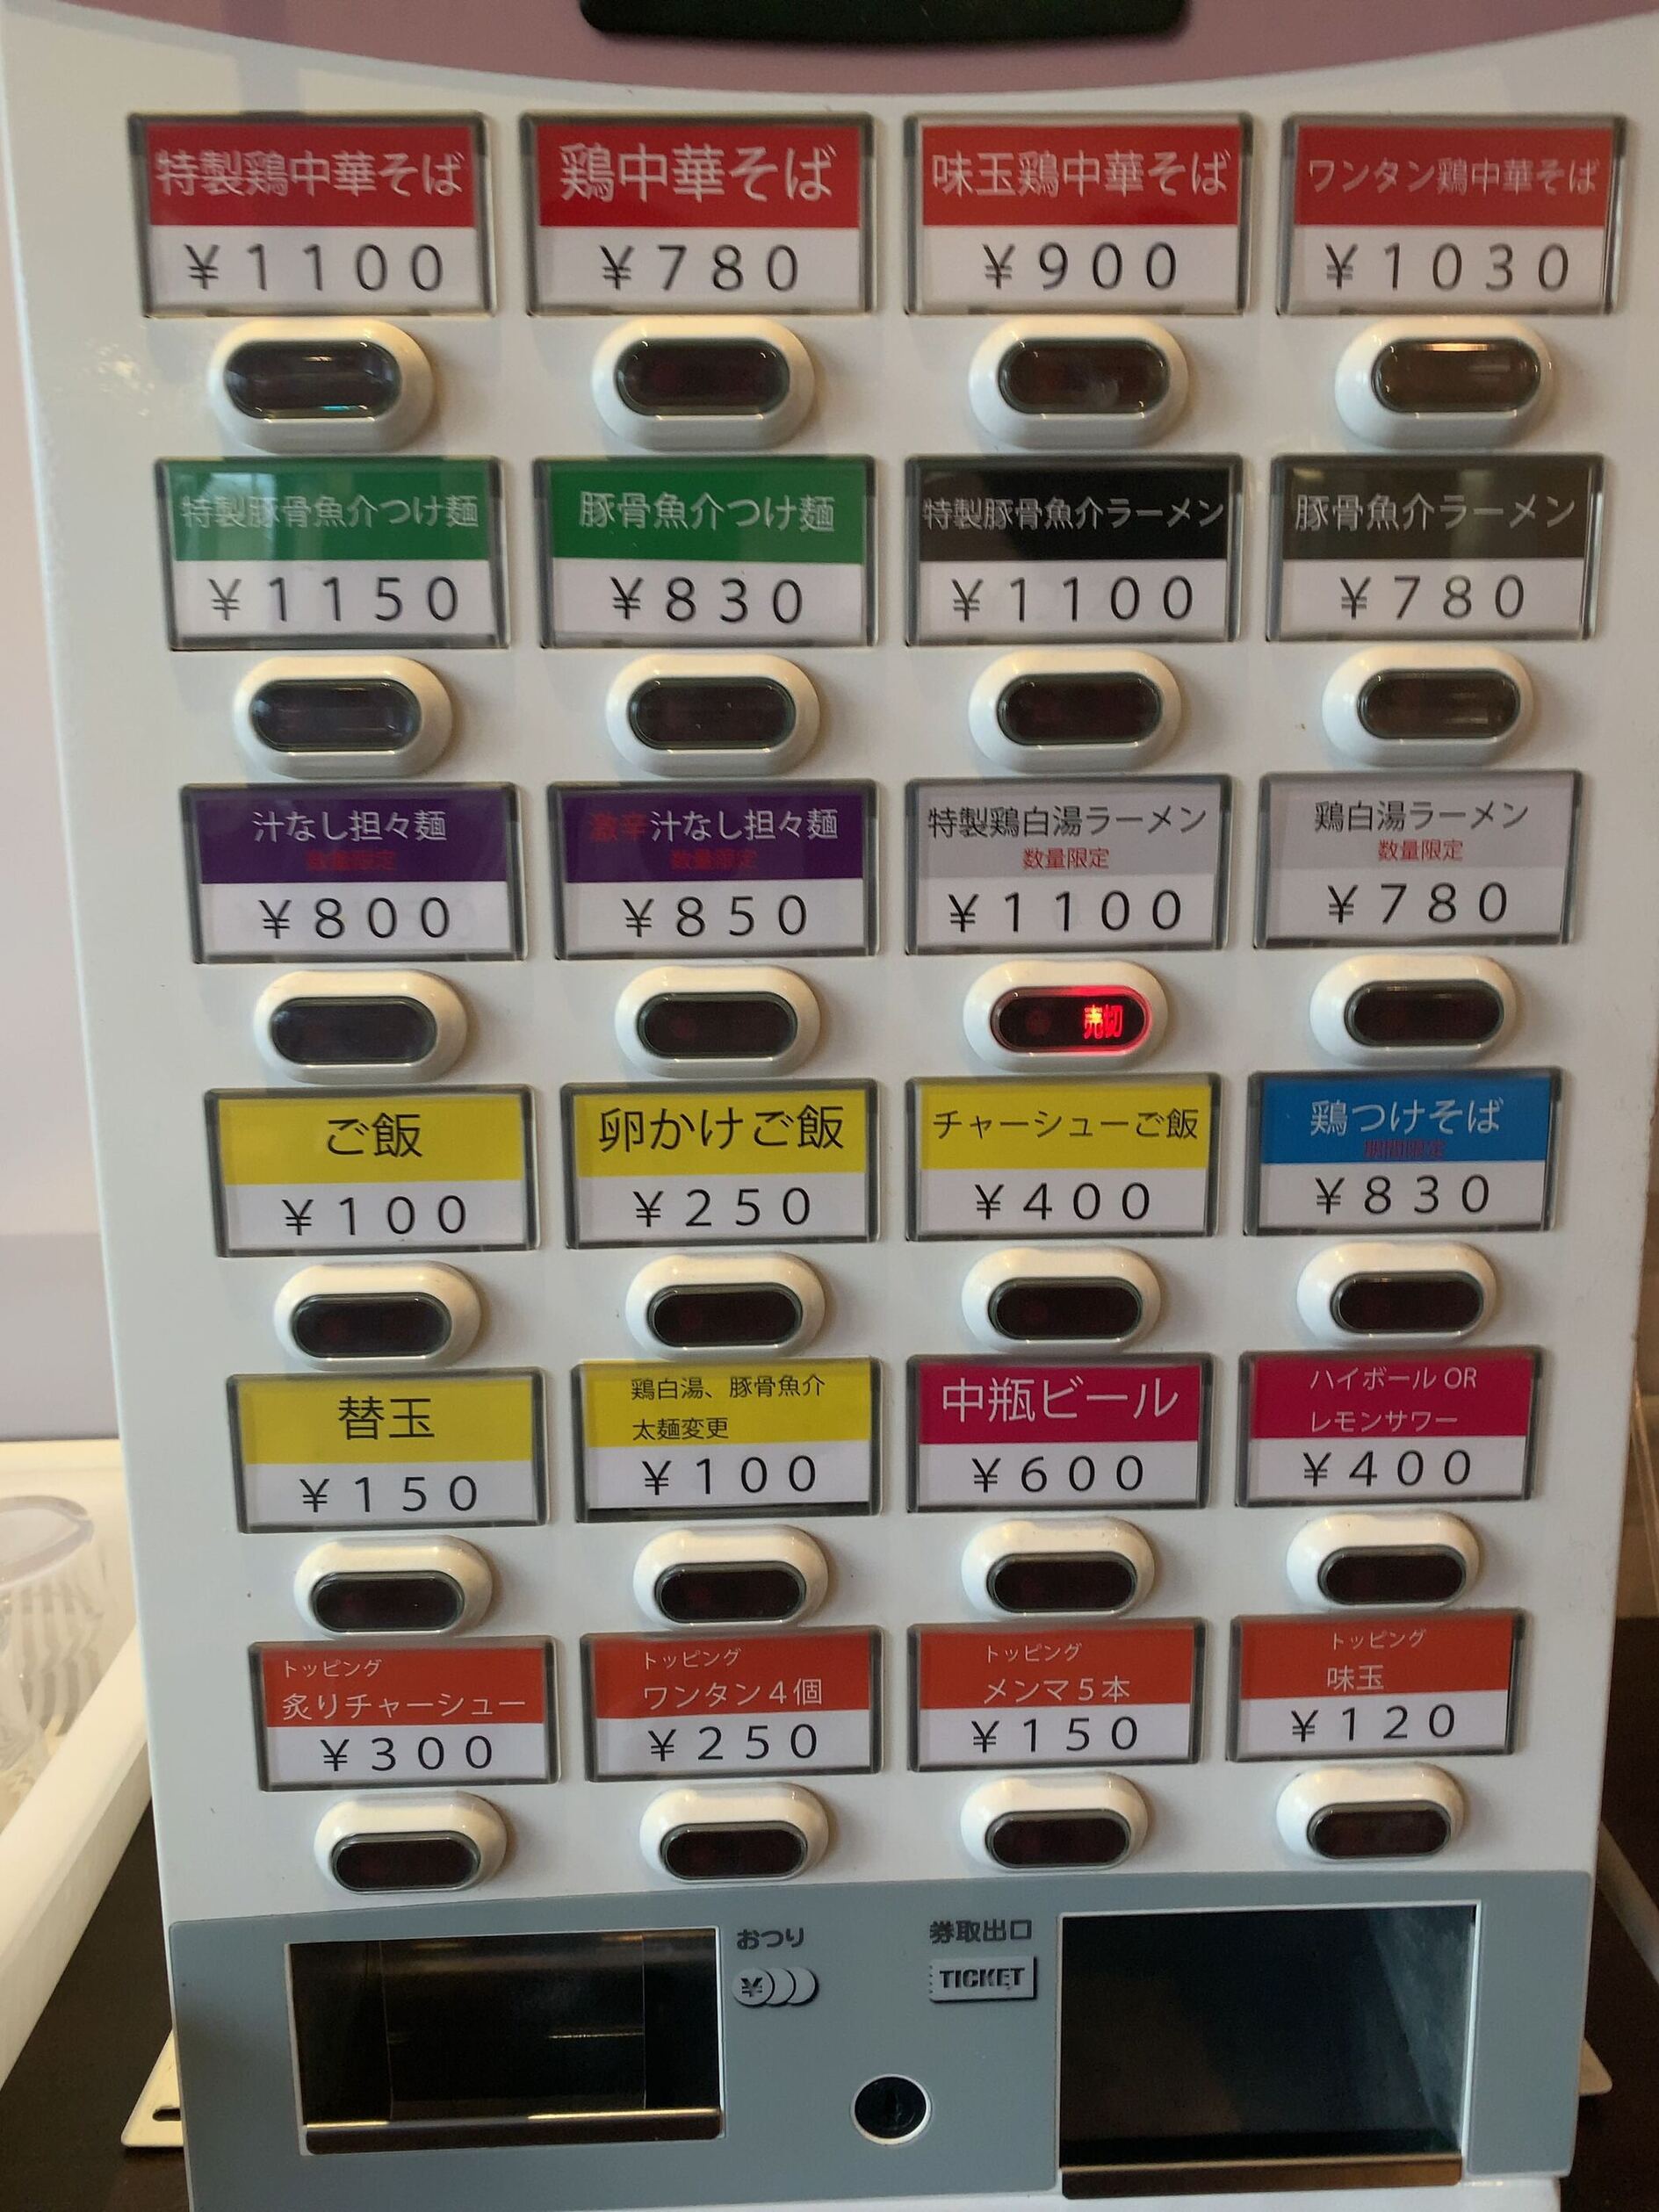 特製鶏中華そば
￥1100
鶏中華そば
￥780
味玉鶏中華そば
￥900
ワンタン鶏中華そば
￥1030
特製豚骨魚介つけ麺
￥1150
豚骨魚介つけ麺
￥830
特製豚骨魚介ラーメン
￥1100
豚骨魚介ラーメン
￥780
汁なし担々麺
数量限定
￥800
激辛汁なし担々麺
数量限定
￥850
特製鶏白湯ラーメン
数量限定
￥1100
鶏白湯ラーメン
数量限定
￥780
売切
ご飯
￥100
卵かけご飯
￥250
チャーシューご飯
￥400
鶏つけそば
期間限定
￥830
替玉
￥150
鶏白湯、豚骨魚介
太麺変更
￥100
中瓶ビール
￥600
ハイボール OR
レモンサワー
￥400
トッピング
炙りチャーシュー
￥300
トッピング
ワンタン４個
￥250
トッピング
メンマ５本
￥150
トッピング
味玉
￥120
おつり
¥
券取出口
TICKET